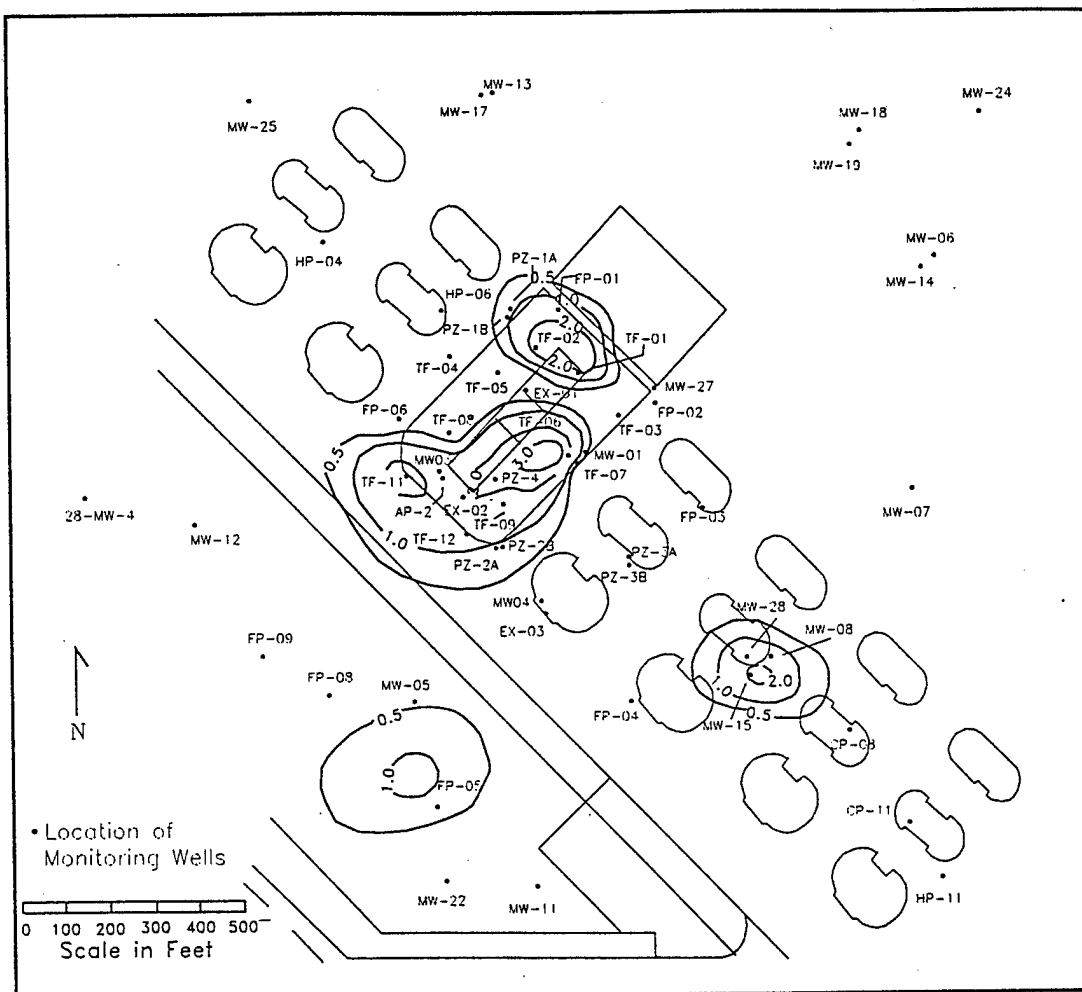 MW-13
MW-17
MW-24
MW-25
MW-18
MW-19
MW-06
MW-14
HP-04
PZ-1A
0.5
FP-01
1.0
HP-06
PZ-1B
2.0
TF-02
TF-01
TF-04
2.0
TF-05
MW-27
EX-01
FP-02
FP-06
TF-08
TF-06
TF-03
0.5
MW03
3.0
MW-01
TF-11
PZ-4
TF-07
AP-2
EX-02
FP-03
MW-07
28-MW-4
TF-09
MW-12
1.0
TF-12
PZ-2B
PZ-3A
PZ-2A
PZ-3B
MW04
MW-28
EX-03
MW-08
FP-09
FP-08
MW-05
1.0
2.0
0.5
FP-04
MW-15
0.5
N
CP-08
1.0
FP-05
CP-11
Location of
Monitoring Wells
MW-22
MW-11
HP-11
0 100 200 300 400 500
Scale in Feet